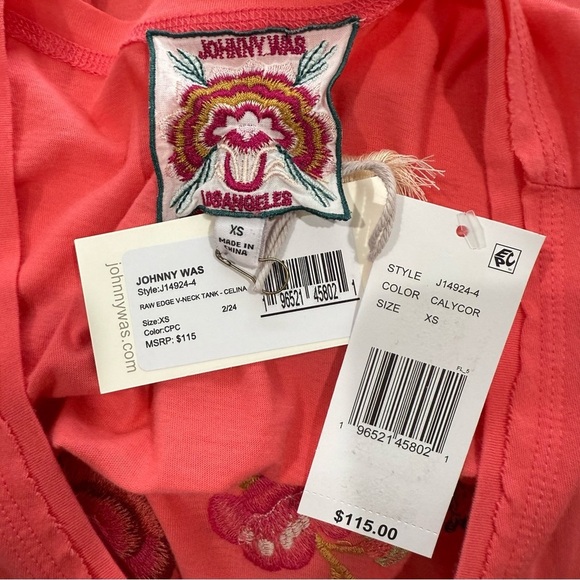 JOHNNY WAS
LOS ANGELES
XS
MADE IN
CHINA
johnnywas.com
JOHNNY WAS
Style:J14924-4
RAW EDGE V-NECK TANK - CELINA
Size:XS
Color:CPC
2/24
MSRP: $115
1 96521 45802 1
STYLE J14924-4
COLOR CALYCOR
SIZE XS
FL_5
1 96521 45802 1
$115.00